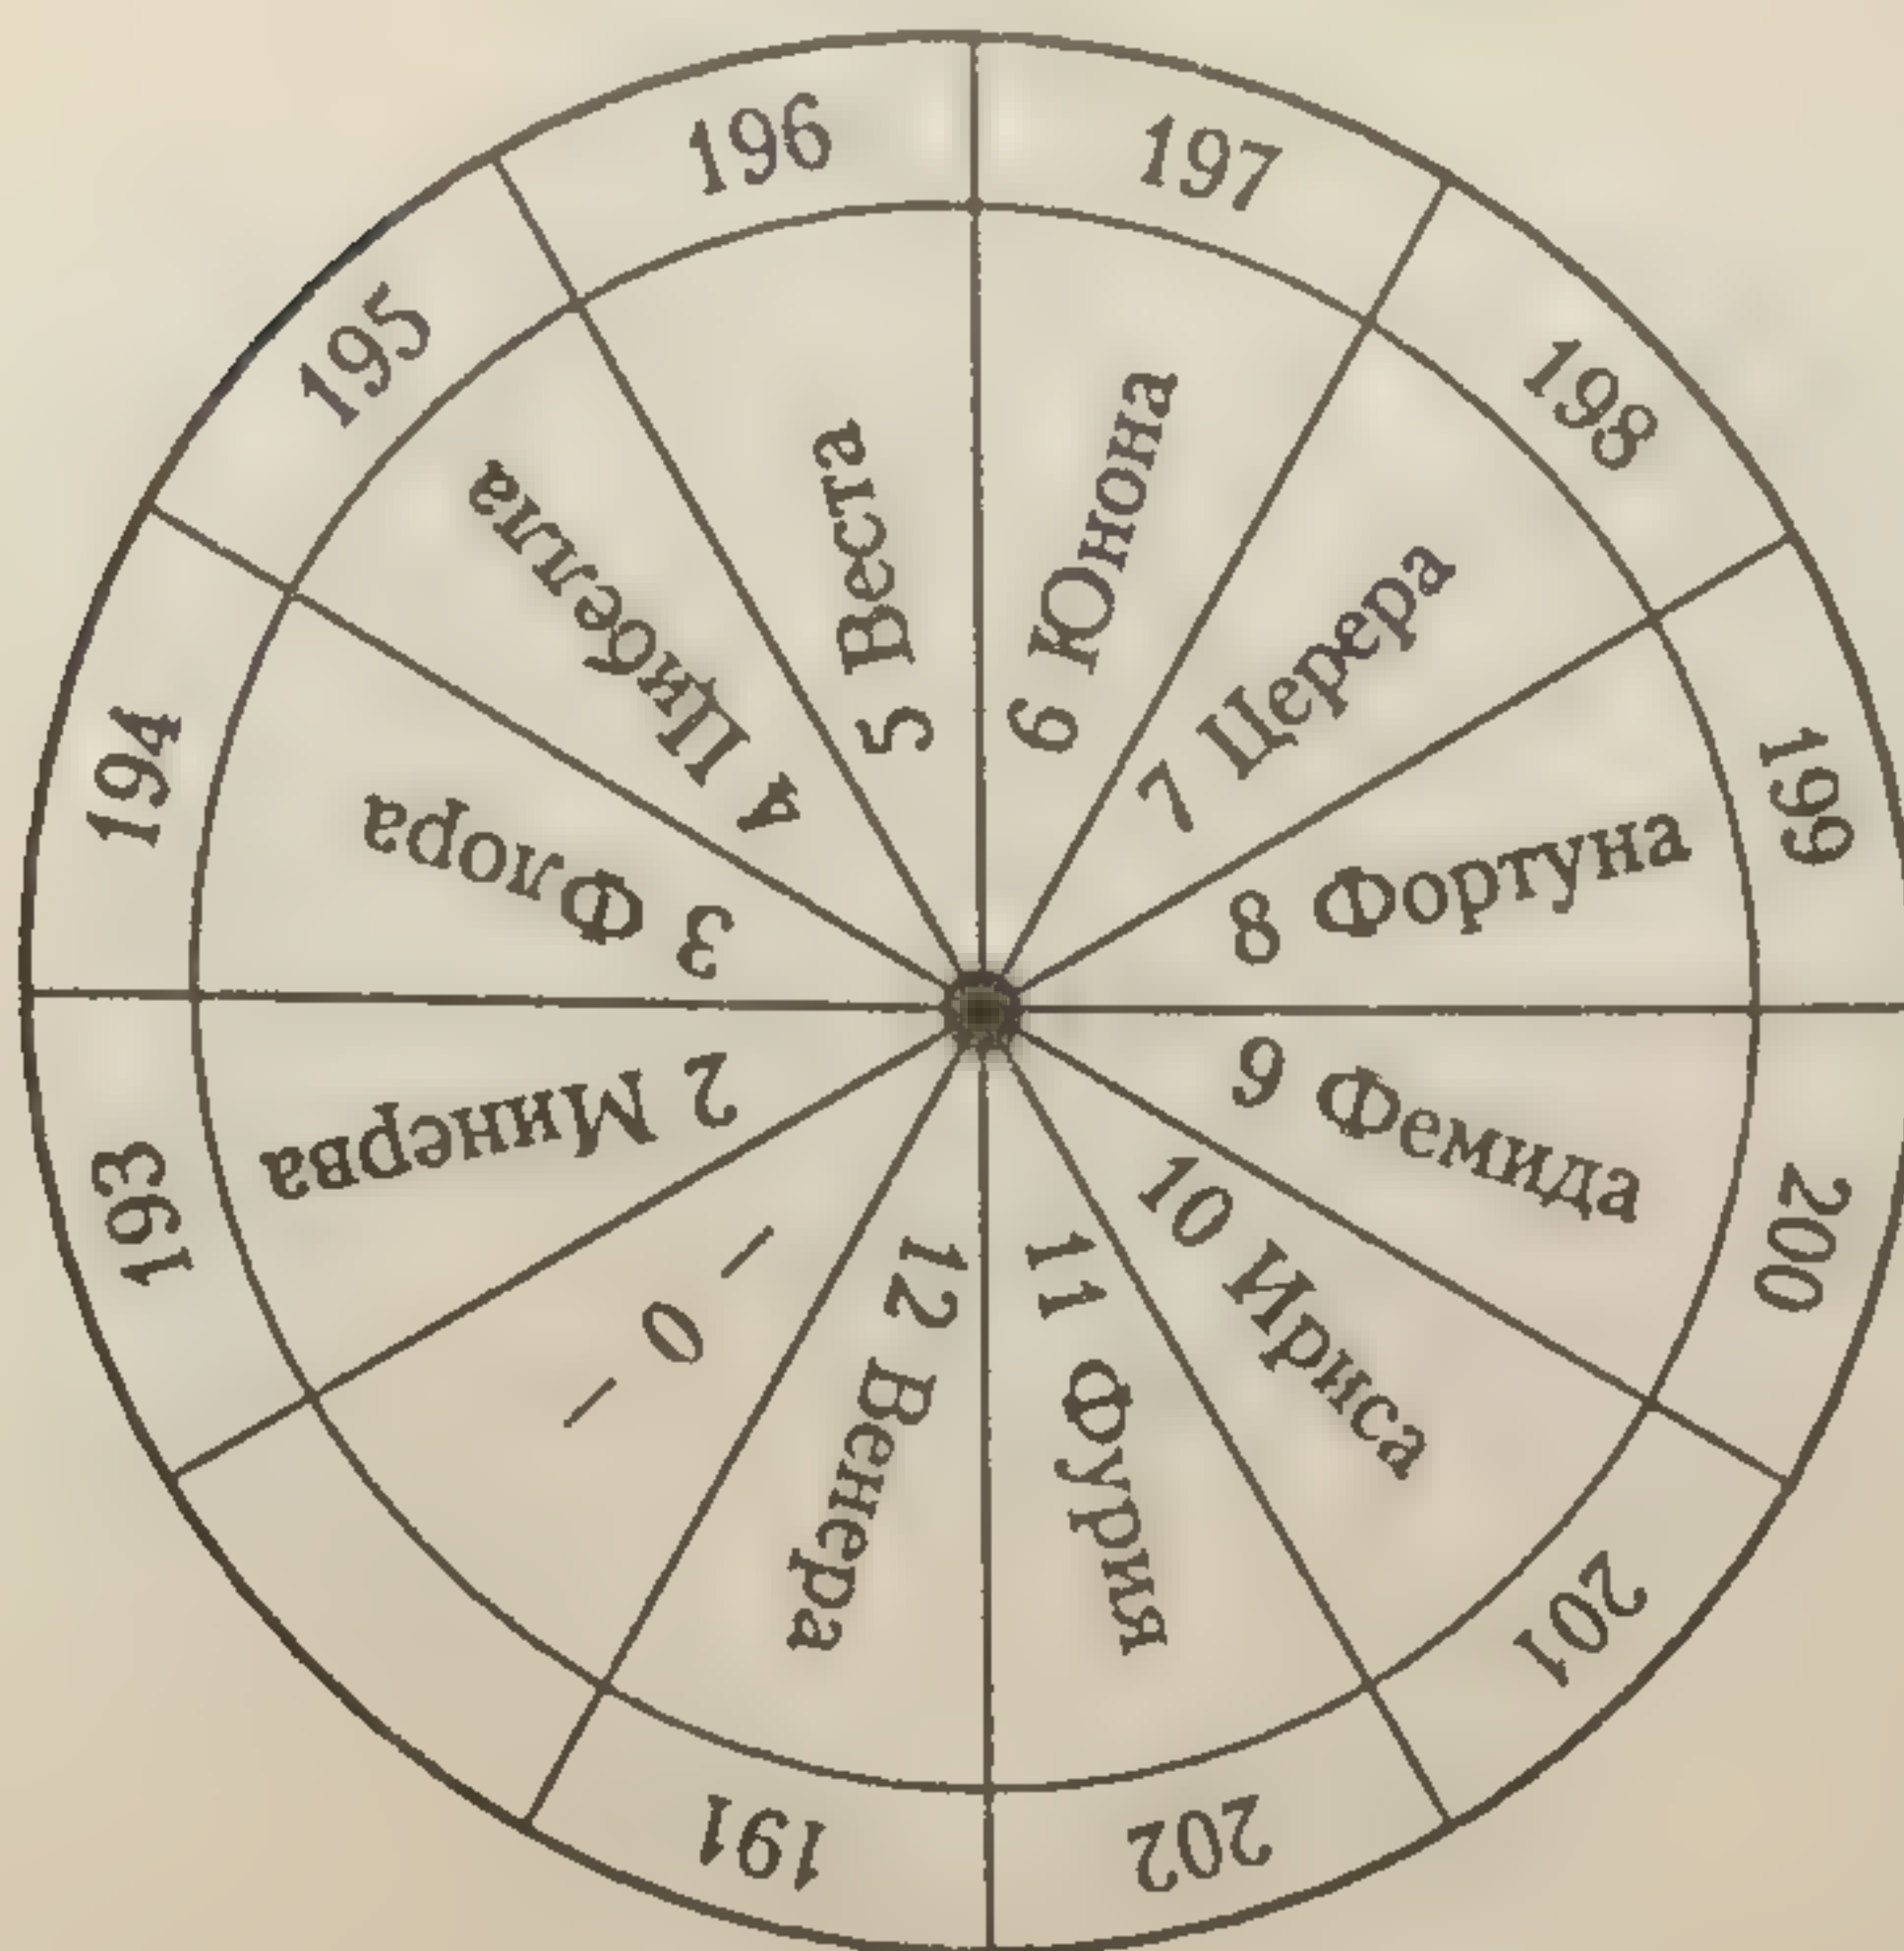 191
193
194
195
196
197
198
199
200
201
202
– 0 –
2 Минерва
3 Флора
4 Цибелла
5 Веста
6 Юнона
7 Церера
8 Фортуна
9 Фемида
10 Ириса
11 Фурия
12 Венера